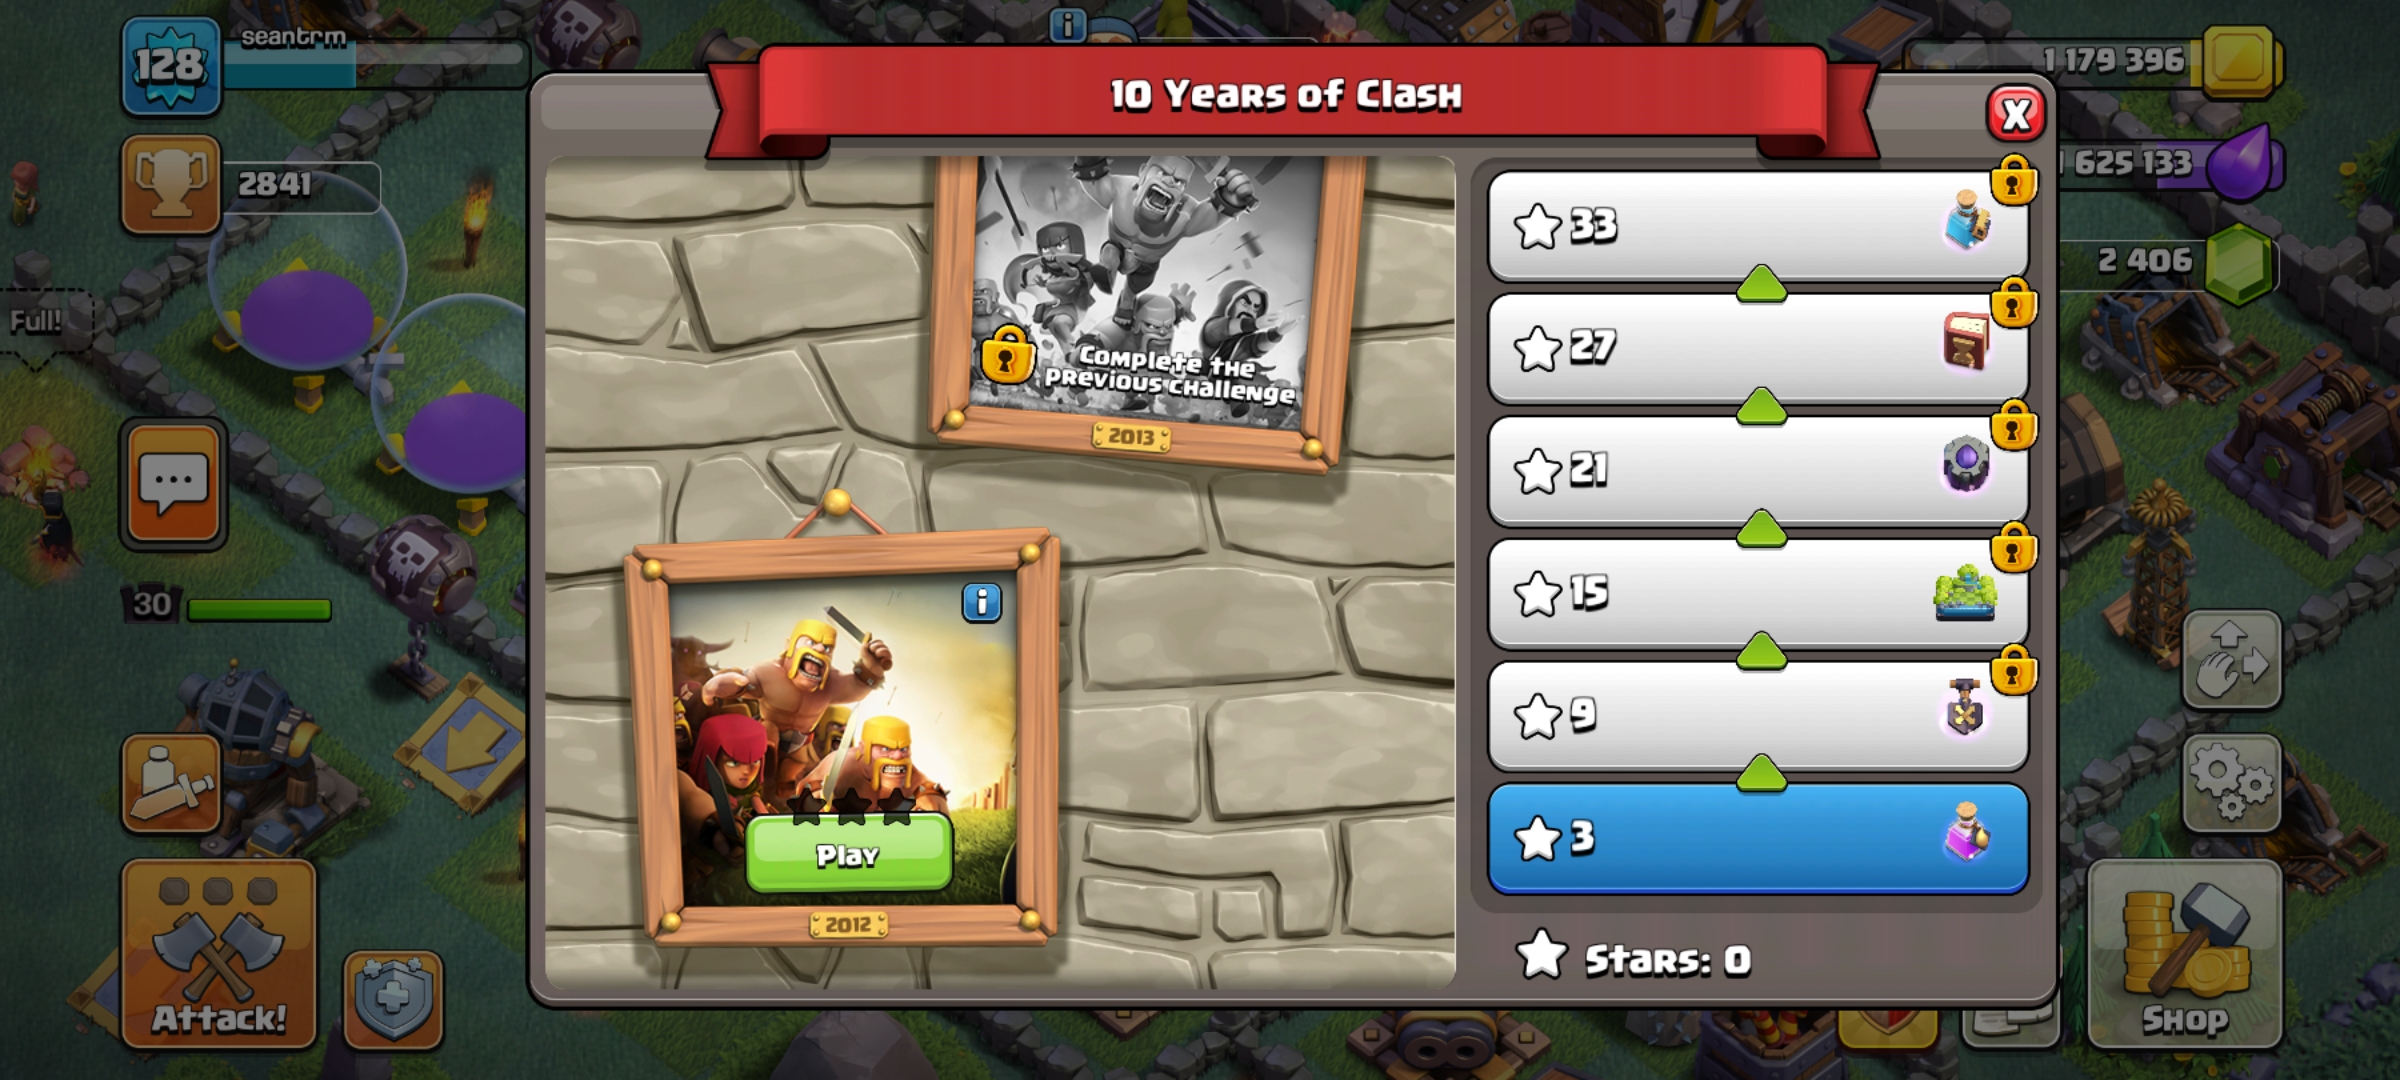 128
seantrm
10 Years of Clash
X
1 179 396
2841
625 133
2 406
Full!
30
Attack!
Shop
Complete the
previous challenge
2013
i
Play
2012
33
27
21
15
9
3
Stars: 0
i